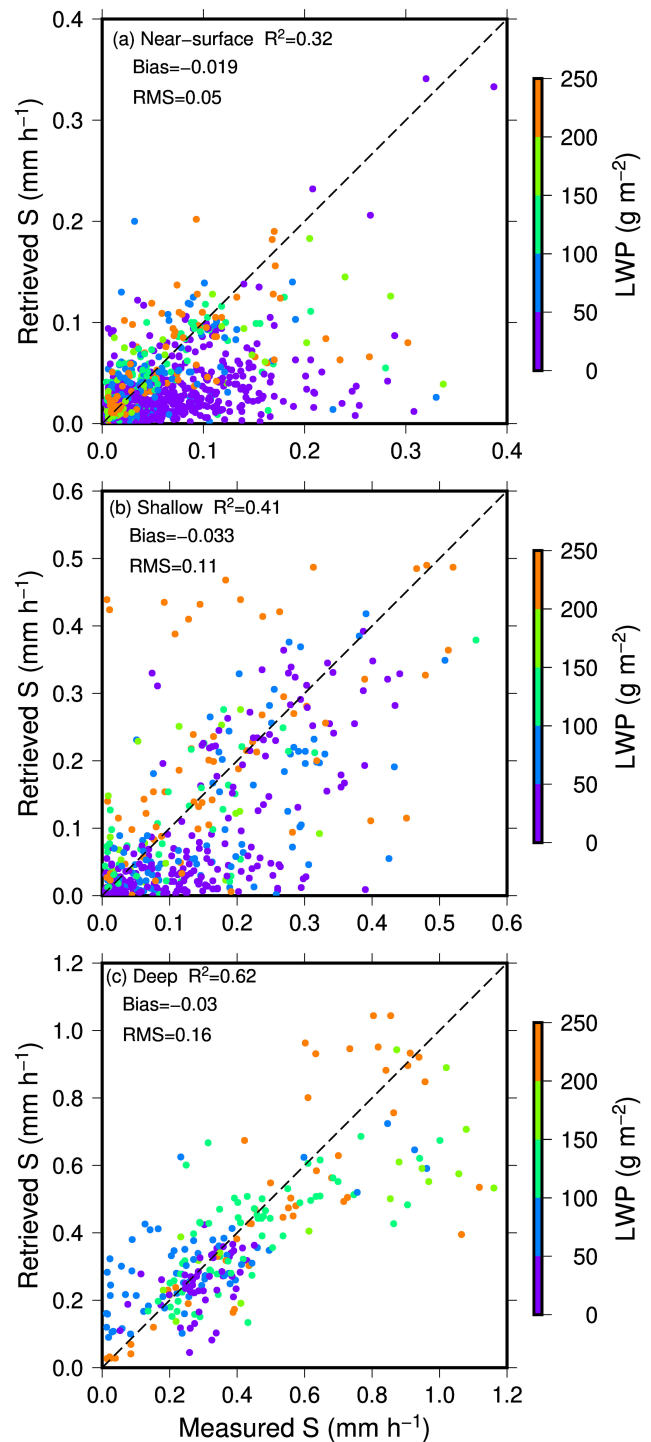 0.4
(a) Near−surface R²=0.32
Bias=−0.019
RMS=0.05
0.3
0.2
0.1
0.0
Retrieved S (mm h⁻¹)
0.0 0.1 0.2 0.3 0.4
250
200
150
100
50
0
LWP (g m⁻²)
0.6
(b) Shallow R²=0.41
Bias=−0.033
RMS=0.11
0.5
0.4
0.3
0.2
0.1
0.0
Retrieved S (mm h⁻¹)
0.0 0.1 0.2 0.3 0.4 0.5 0.6
250
200
150
100
50
0
LWP (g m⁻²)
1.2
(c) Deep R²=0.62
Bias=−0.03
RMS=0.16
1.0
0.8
0.6
0.4
0.2
0.0
Retrieved S (mm h⁻¹)
0.0 0.2 0.4 0.6 0.8 1.0 1.2
Measured S (mm h⁻¹)
250
200
150
100
50
0
LWP (g m⁻²)